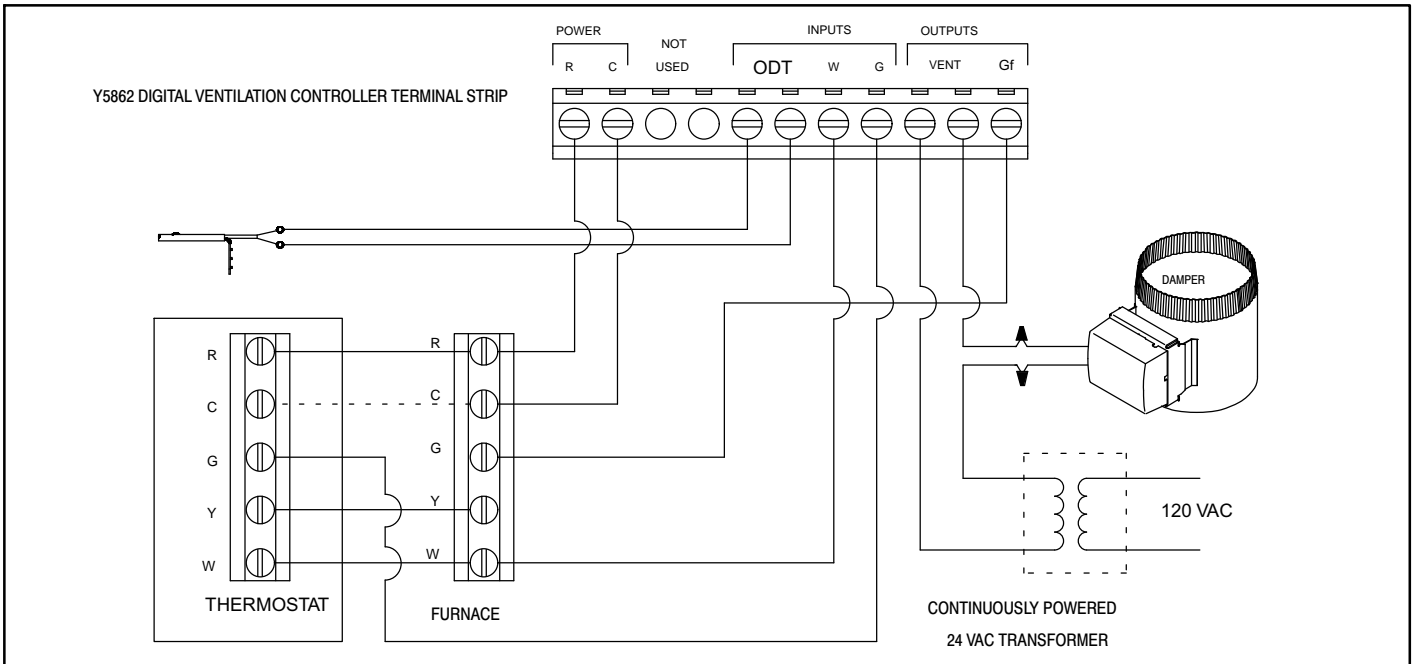 POWER
NOT
USED
INPUTS
OUTPUTS
R
C
ODT
W
G
VENT
Gf
Y5862 DIGITAL VENTILATION CONTROLLER TERMINAL STRIP
DAMPER
R
R
C
C
G
G
Y
Y
W
W
120 VAC
THERMOSTAT
FURNACE
CONTINUOUSLY POWERED
24 VAC TRANSFORMER